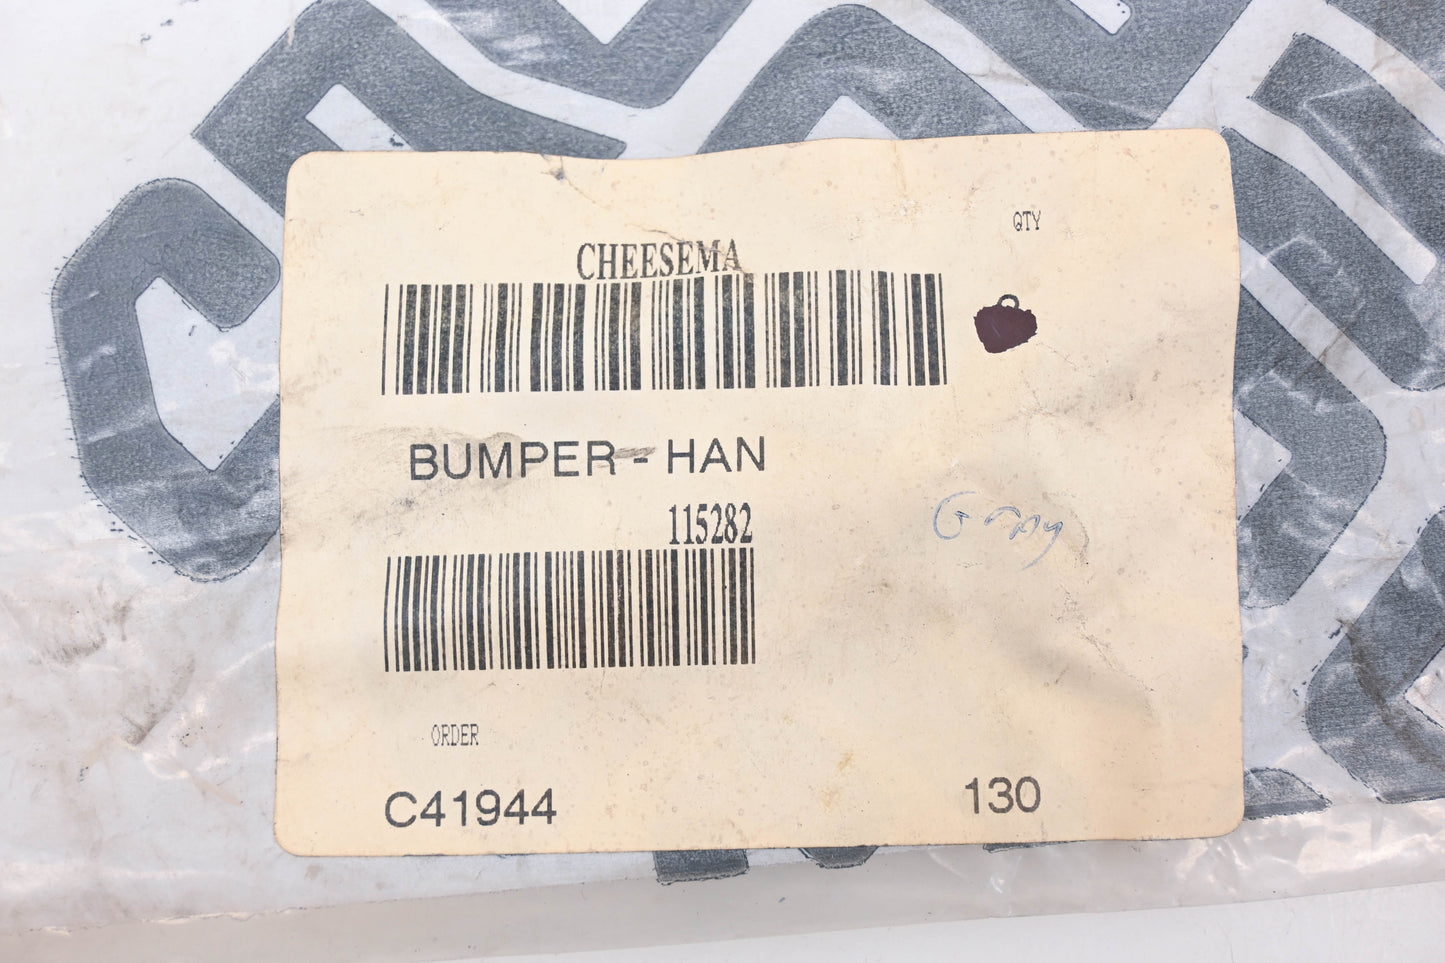 QTY
CHEESEMA
BUMPER - HAN
115282
Gray
ORDER
C41944 130